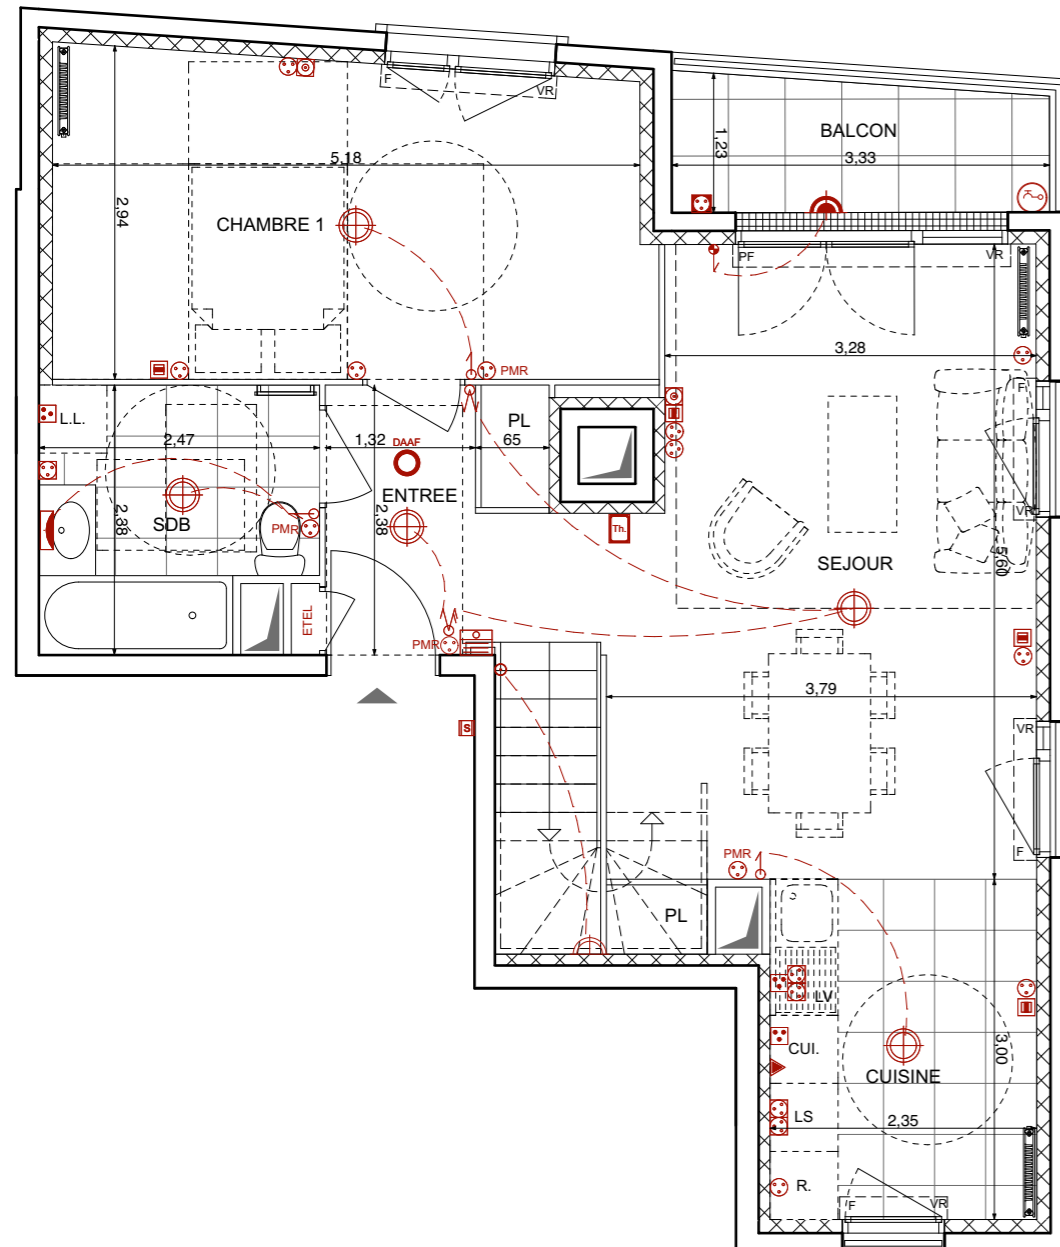 F
VR
BALCON
3,33
1,23
5,18
2,94
CHAMBRE 1
PF
VR
3,28
PMR
F
L.L.
2,47
1,32
DAAF
PL
65
ENTREE
SDB
2,38
2,38
PMR
Th.
VR
5,60
SEJOUR
ETEL
PMR
3,79
S
VR
F
PMR
PL
LV
CUI.
3,00
CUISINE
LS
2,35
R.
F
VR